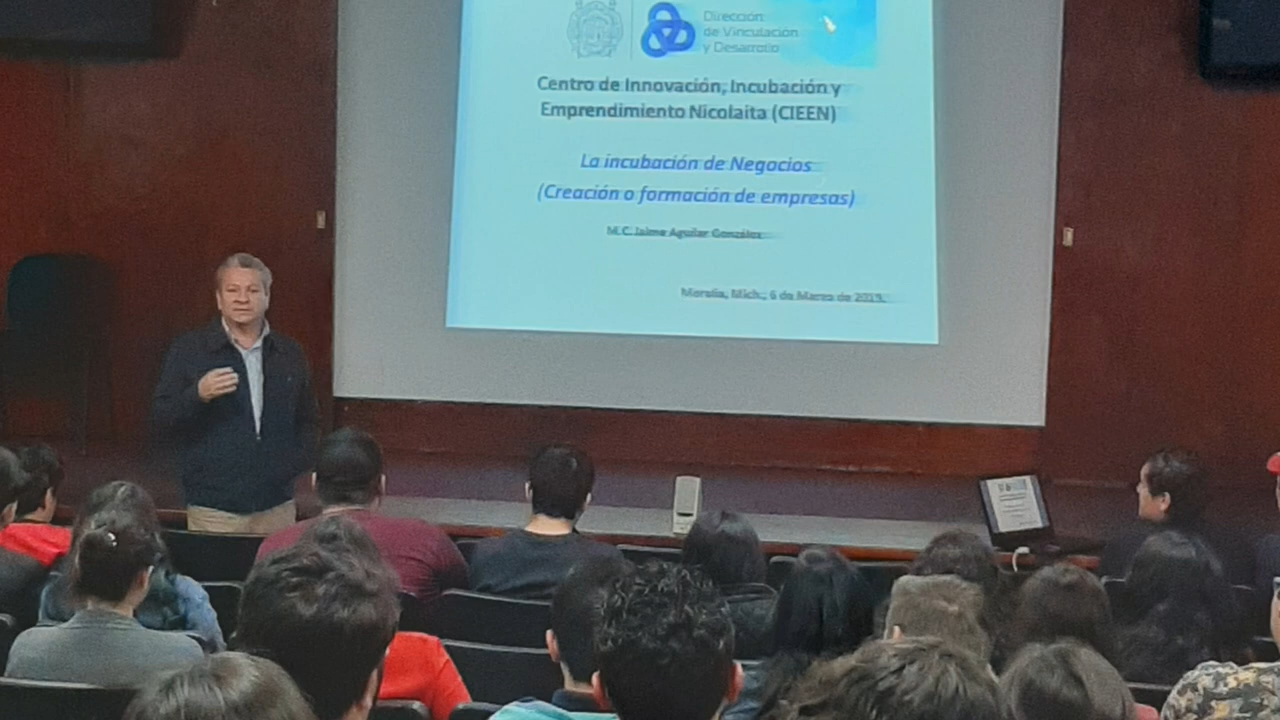 Dirección
de Vinculación
y Desarrollo
Centro de Innovación, Incubación y
Emprendimiento Nicolaita (CIEEN)
La incubación de Negocios
(Creación o formación de empresas)
M.C. Jaime Aguilar González
Morelia, Mich., 6 de Marzo de 2019.